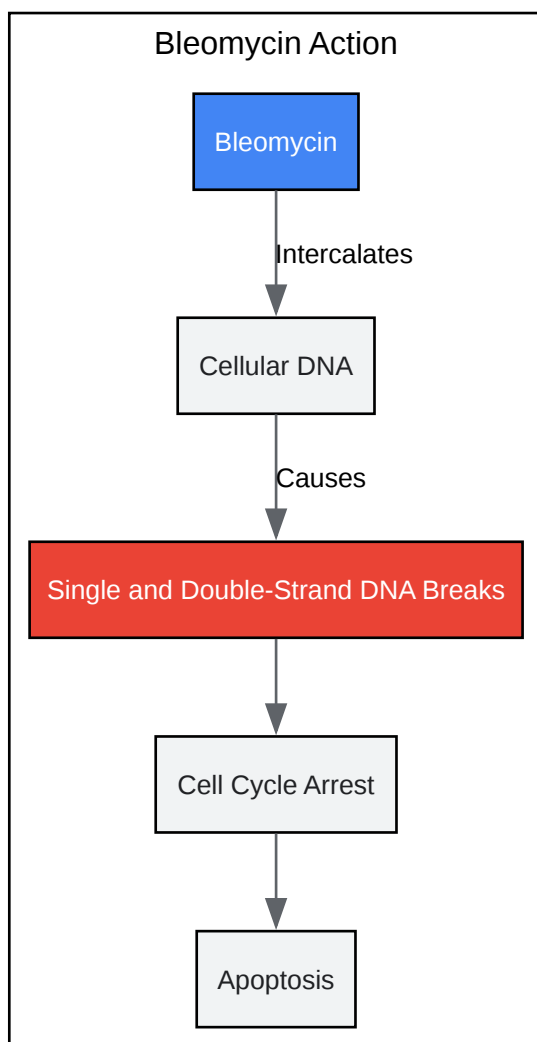 Bleomycin Action
Bleomycin
Intercalates
Cellular DNA
Causes
Single and Double-Strand DNA Breaks
Cell Cycle Arrest
Apoptosis